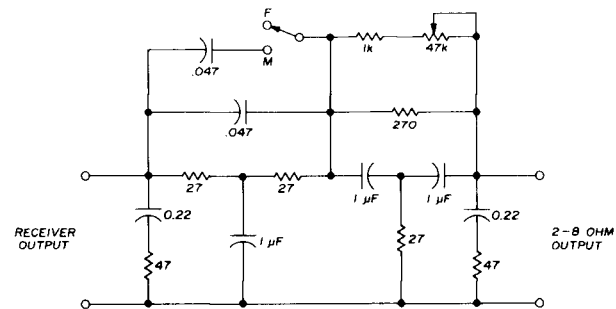 F
M
.047
1k
47k
.047
270
27
27
1 µF
1 µF
0.22
0.22
RECEIVER
OUTPUT
47
1 µF
27
47
2-8 OHM
OUTPUT